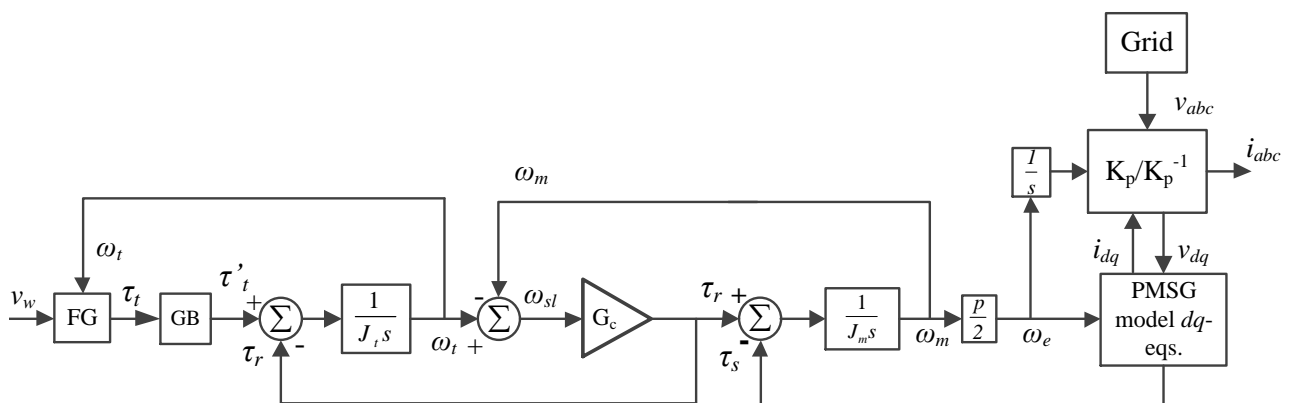 Grid
v_abc
1/s
K_p/K_p^-1
i_abc
ω_m
ω_t
i_dq
v_dq
v_w
FG
τ_t
GB
τ'_t
+
Σ
-
τ_r
1/(J_t s)
ω_t
+
-
Σ
ω_sl
G_c
τ_r
+
Σ
-
τ_s
1/(J_m s)
ω_m
p/2
ω_e
PMSG
model dq-
eqs.